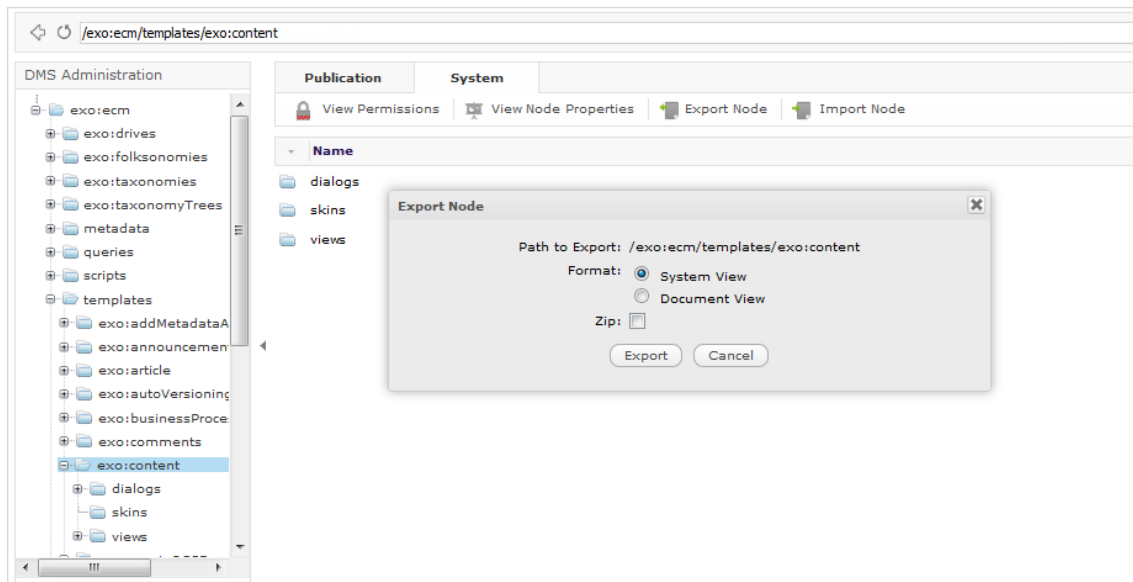 /exo:ecm/templates/exo:content
DMS Administration
exo:ecm
exo:drives
exo:folksonomies
exo:taxonomies
exo:taxonomyTrees
metadata
queries
scripts
templates
exo:addMetadataA
exo:announcemen
exo:article
exo:autoVersioning
exo:businessProce
exo:comments
exo:content
dialogs
skins
views
Publication System
View Permissions View Node Properties Export Node Import Node
Name
dialogs
skins
views
Export Node
Path to Export: /exo:ecm/templates/exo:content
Format: System View
Document View
Zip:
Export Cancel